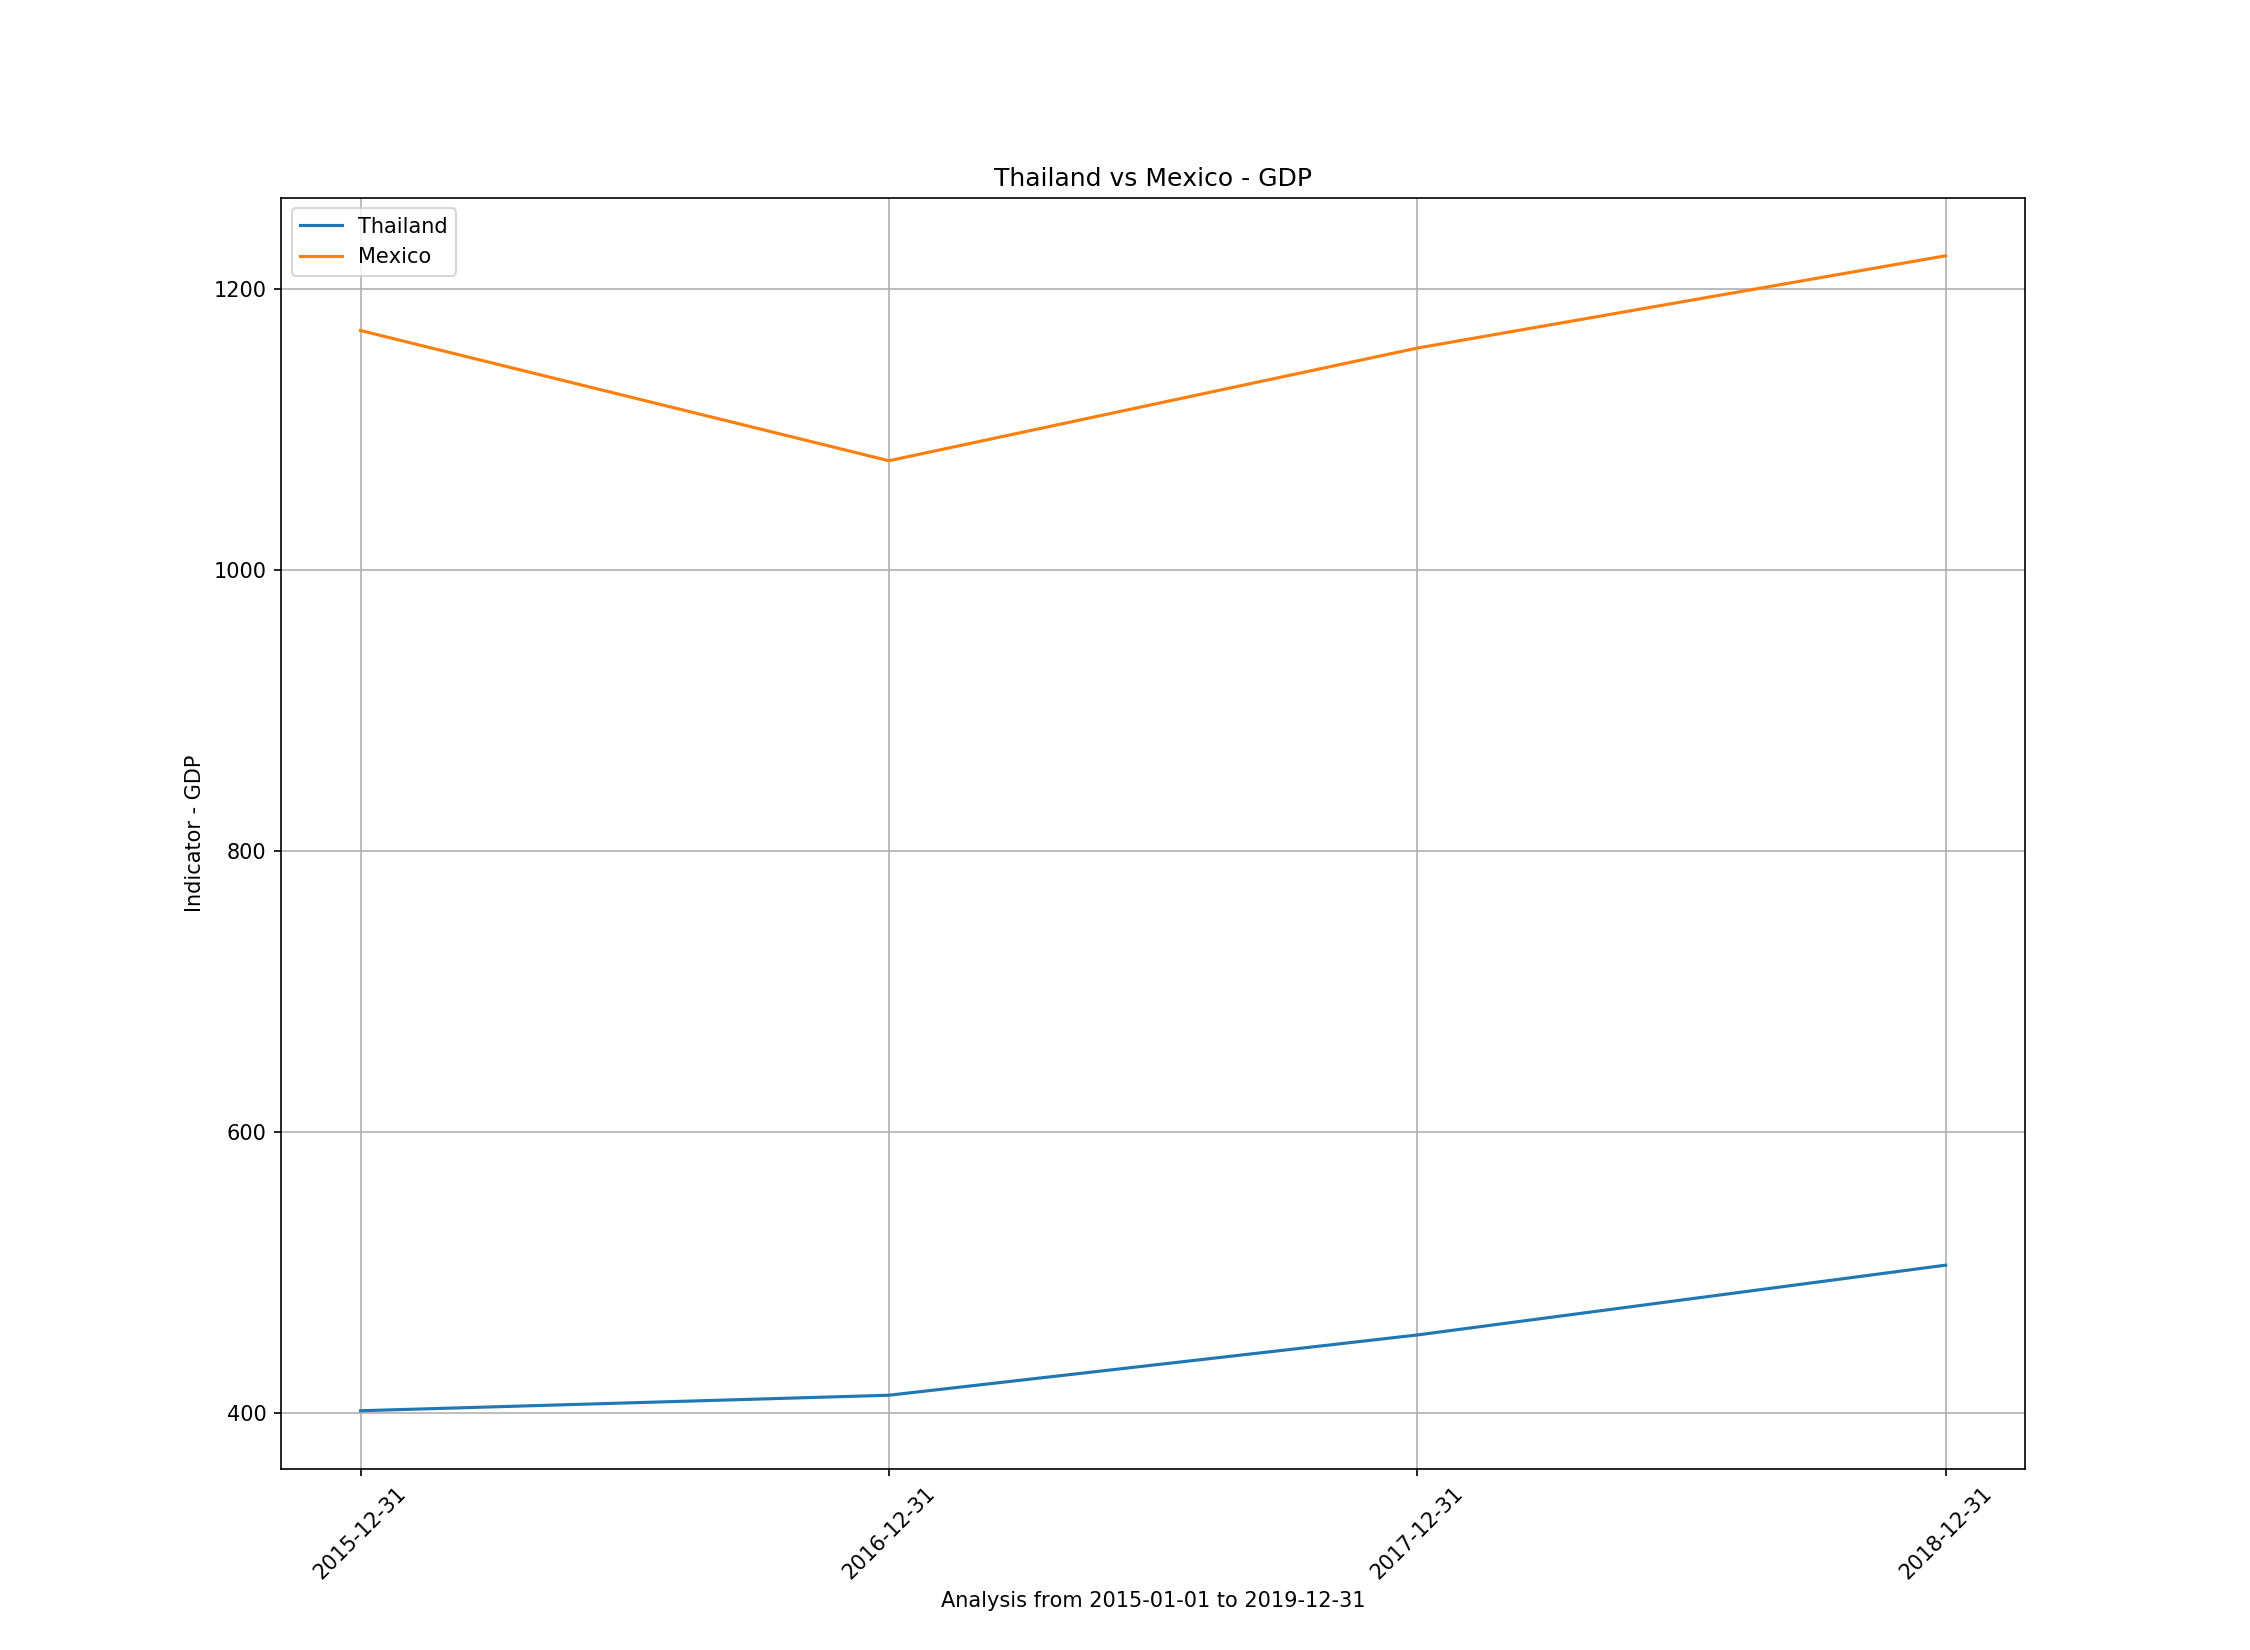 Thailand vs Mexico - GDP
Thailand
Mexico
1200
1000
800
600
400
Indicator - GDP
2015-12-31
2016-12-31
2017-12-31
2018-12-31
Analysis from 2015-01-01 to 2019-12-31